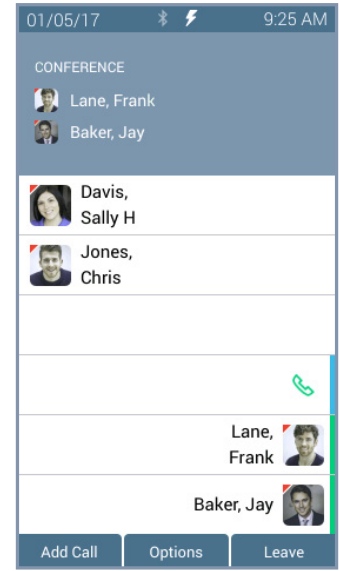 01/05/17 9:25 AM
CONFERENCE
Lane, Frank
Baker, Jay
Davis,
Sally H
Jones,
Chris
Lane,
Frank
Baker, Jay
Add Call Options Leave